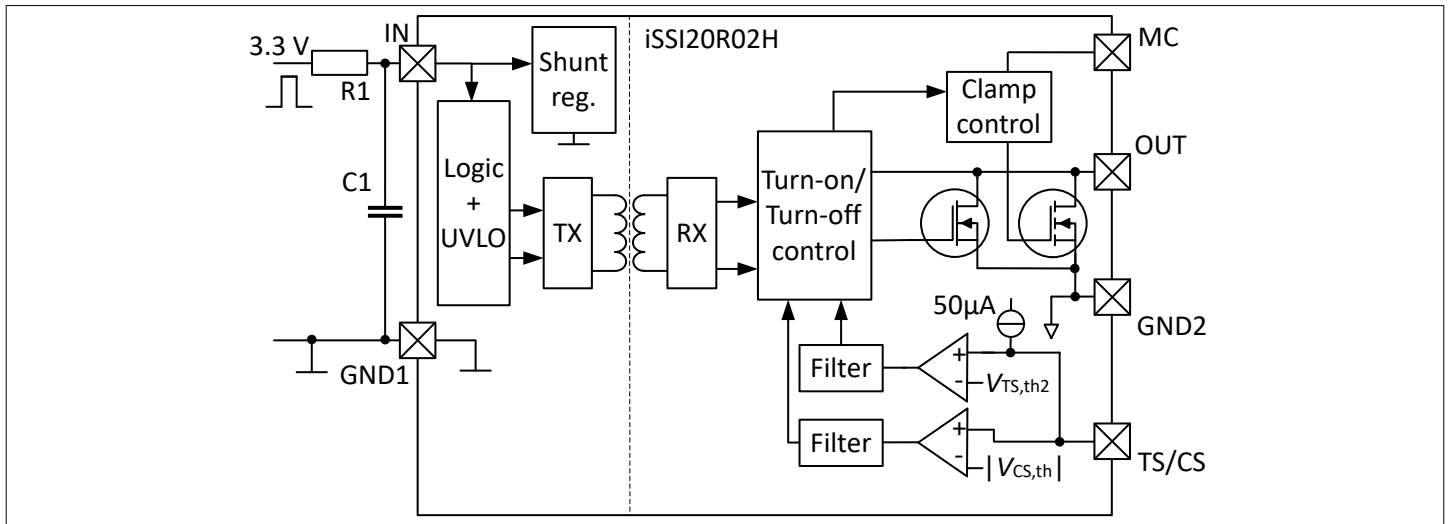 3.3 V
R1
C1
IN
GND1
iSSI20R02H
Shunt
reg.
Logic
+
UVLO
TX
RX
Turn-on/
Turn-off
control
Clamp
control
MC
OUT
GND2
50µA
Filter
+
-
VTS,th2
Filter
+
-
|VCS,th|
TS/CS